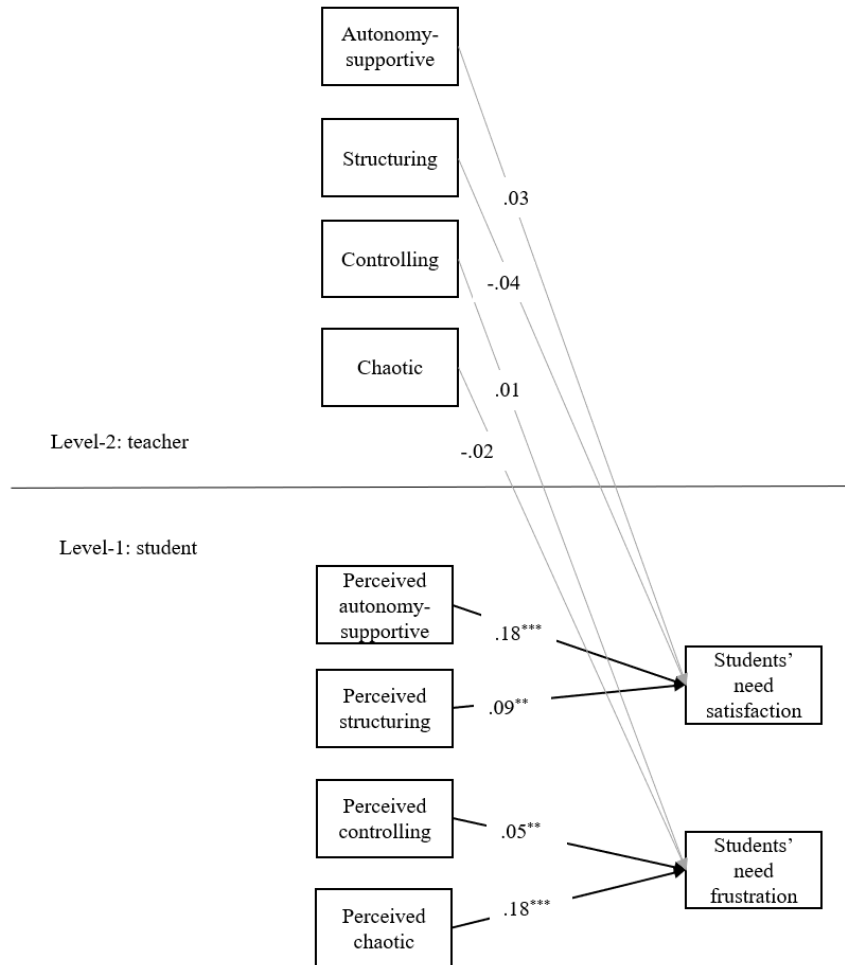 Autonomy-
supportive
Structuring
.03
Controlling
-.04
Chaotic
.01
Level-2: teacher
-.02
Level-1: student
Perceived
autonomy-
supportive
.18***
Students’
need
satisfaction
Perceived
structuring
.09**
Perceived
controlling
.05**
Students’
need
frustration
Perceived
chaotic
.18***